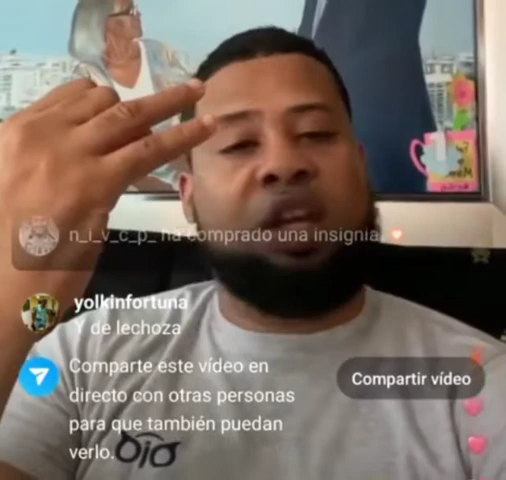 n_i_v_c_p_ ha comprado una insignia
yolkinfortuna
Y de lechoza
Comparte este vídeo en
directo con otras personas
para que también puedan
verlo.
Compartir vídeo